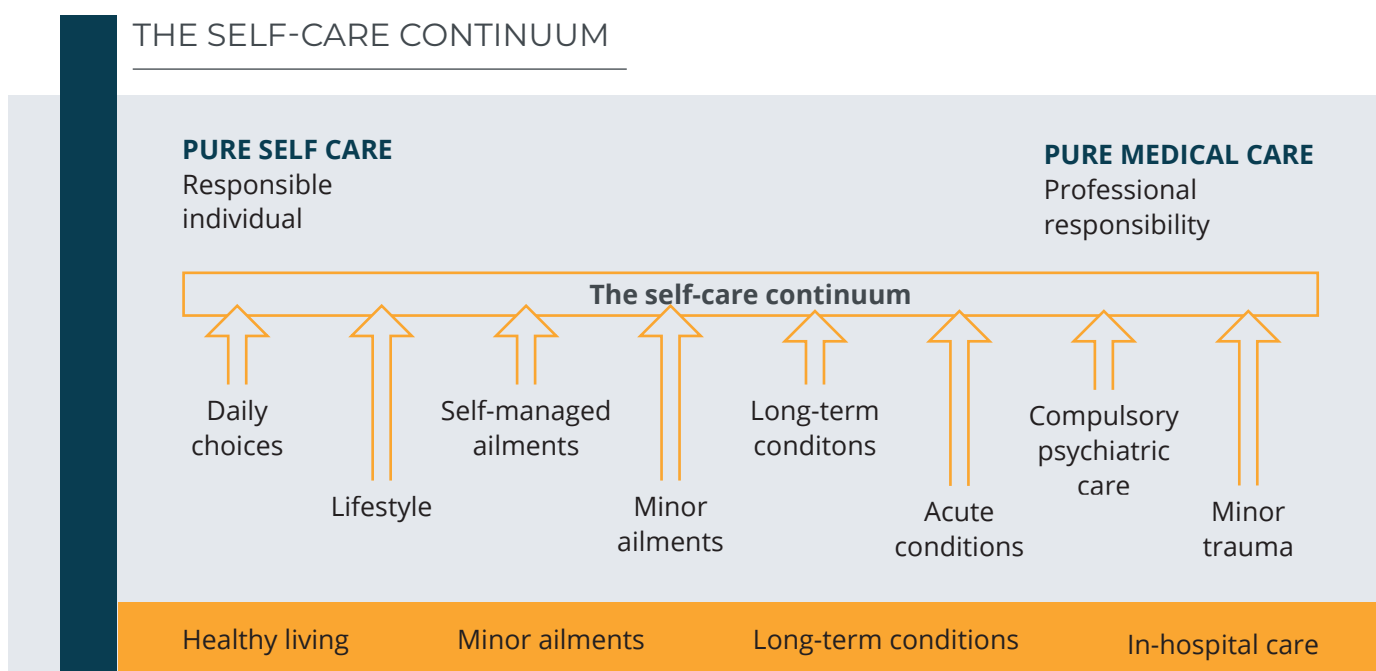 THE SELF-CARE CONTINUUM
PURE SELF CARE
Responsible
individual
PURE MEDICAL CARE
Professional
responsibility
The self-care continuum
Daily
choices
Lifestyle
Self-managed
ailments
Minor
ailments
Long-term
conditons
Acute
conditions
Compulsory
psychiatric
care
Minor
trauma
Healthy living
Minor ailments
Long-term conditions
In-hospital care